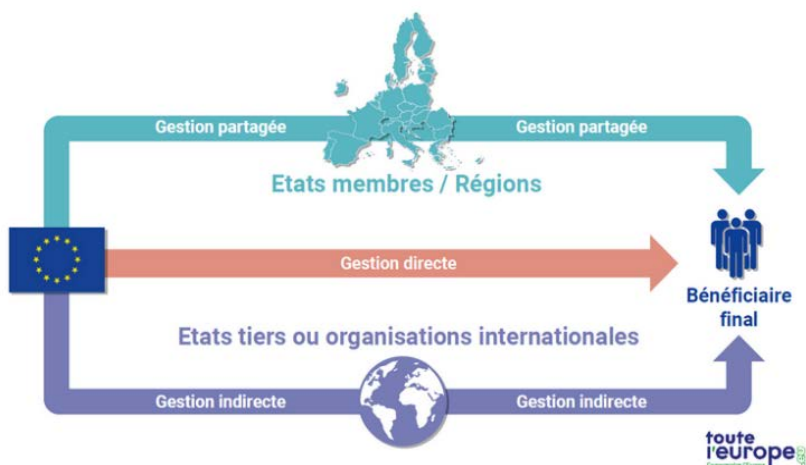 Gestion partagée
Gestion partagée
Etats membres / Régions
Gestion directe
Bénéficiaire
final
Etats tiers ou organisations internationales
Gestion indirecte
Gestion indirecte
toute
l'europe